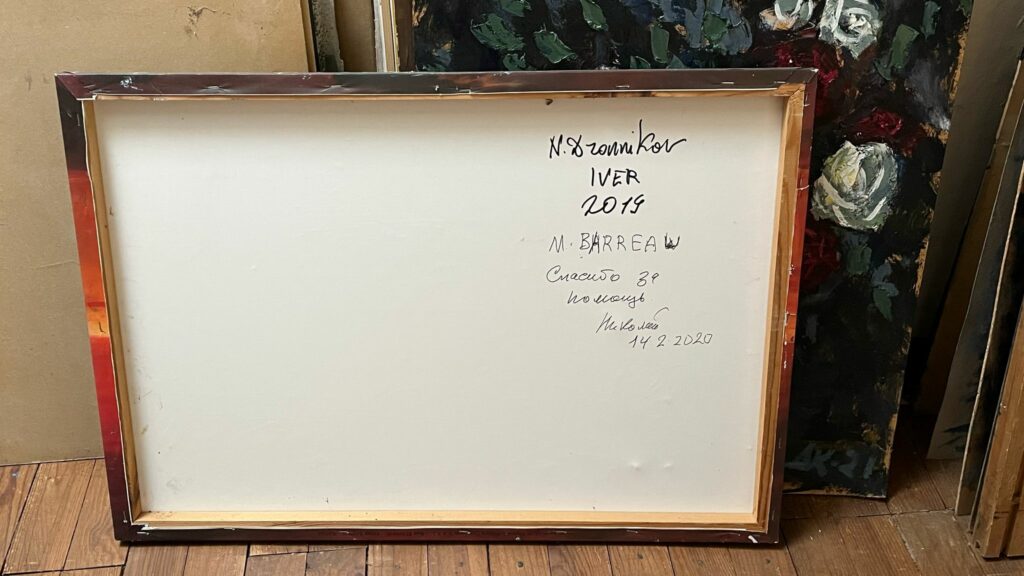 N. Dronnikov
IVER
2019
M. BARREAU
Спасибо за
помощь
Николай
14 2 2020